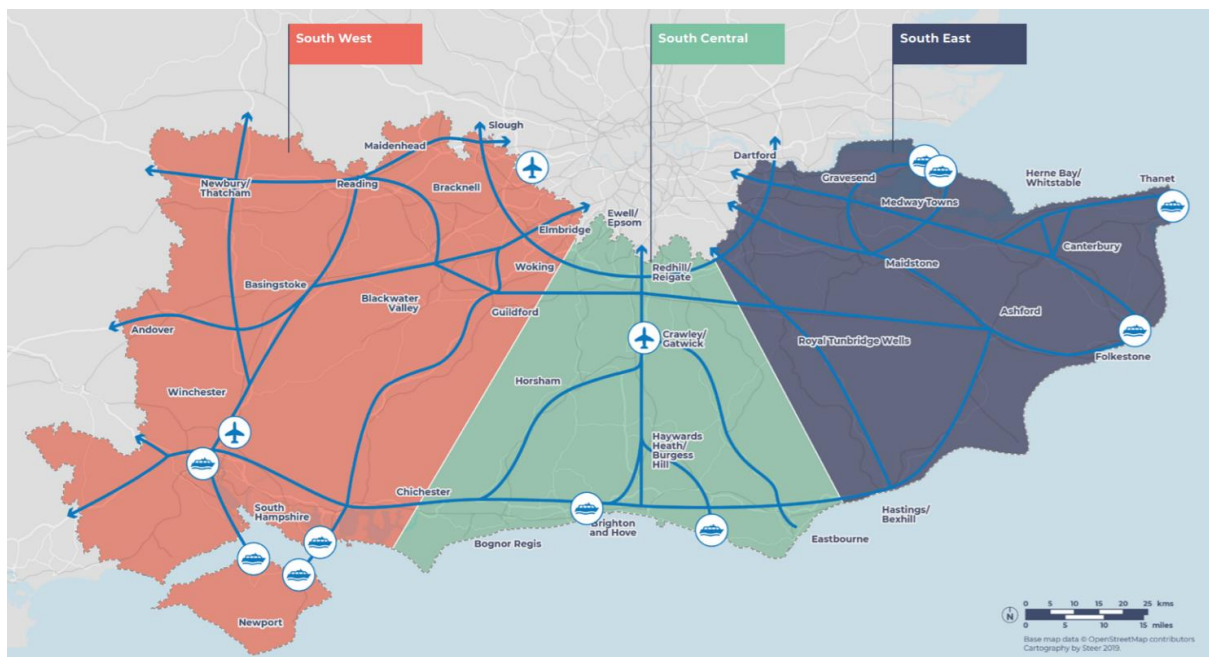 South West
South Central
South East
Slough
Maidenhead
Dartford
Newbury/
Thatcham
Reading
Bracknell
Gravesend
Herne Bay/
Whitstable
Thanet
Medway Towns
Ewell/
Epsom
Elmbridge
Canterbury
Woking
Redhill/
Reigate
Maidstone
Basingstoke
Blackwater
Valley
Guildford
Andover
Ashford
Crawley/
Gatwick
Royal Tunbridge Wells
Folkestone
Horsham
Winchester
Haywards
Heath/
Burgess
Hill
Chichester
South
Hampshire
Hastings/
Bexhill
Brighton
and Hove
Bognor Regis
Eastbourne
Newport
N
0 5 10 15 20 25 kms
0 5 10 15 miles
Base map data © OpenStreetMap contributors
Cartography by Steer 2019.